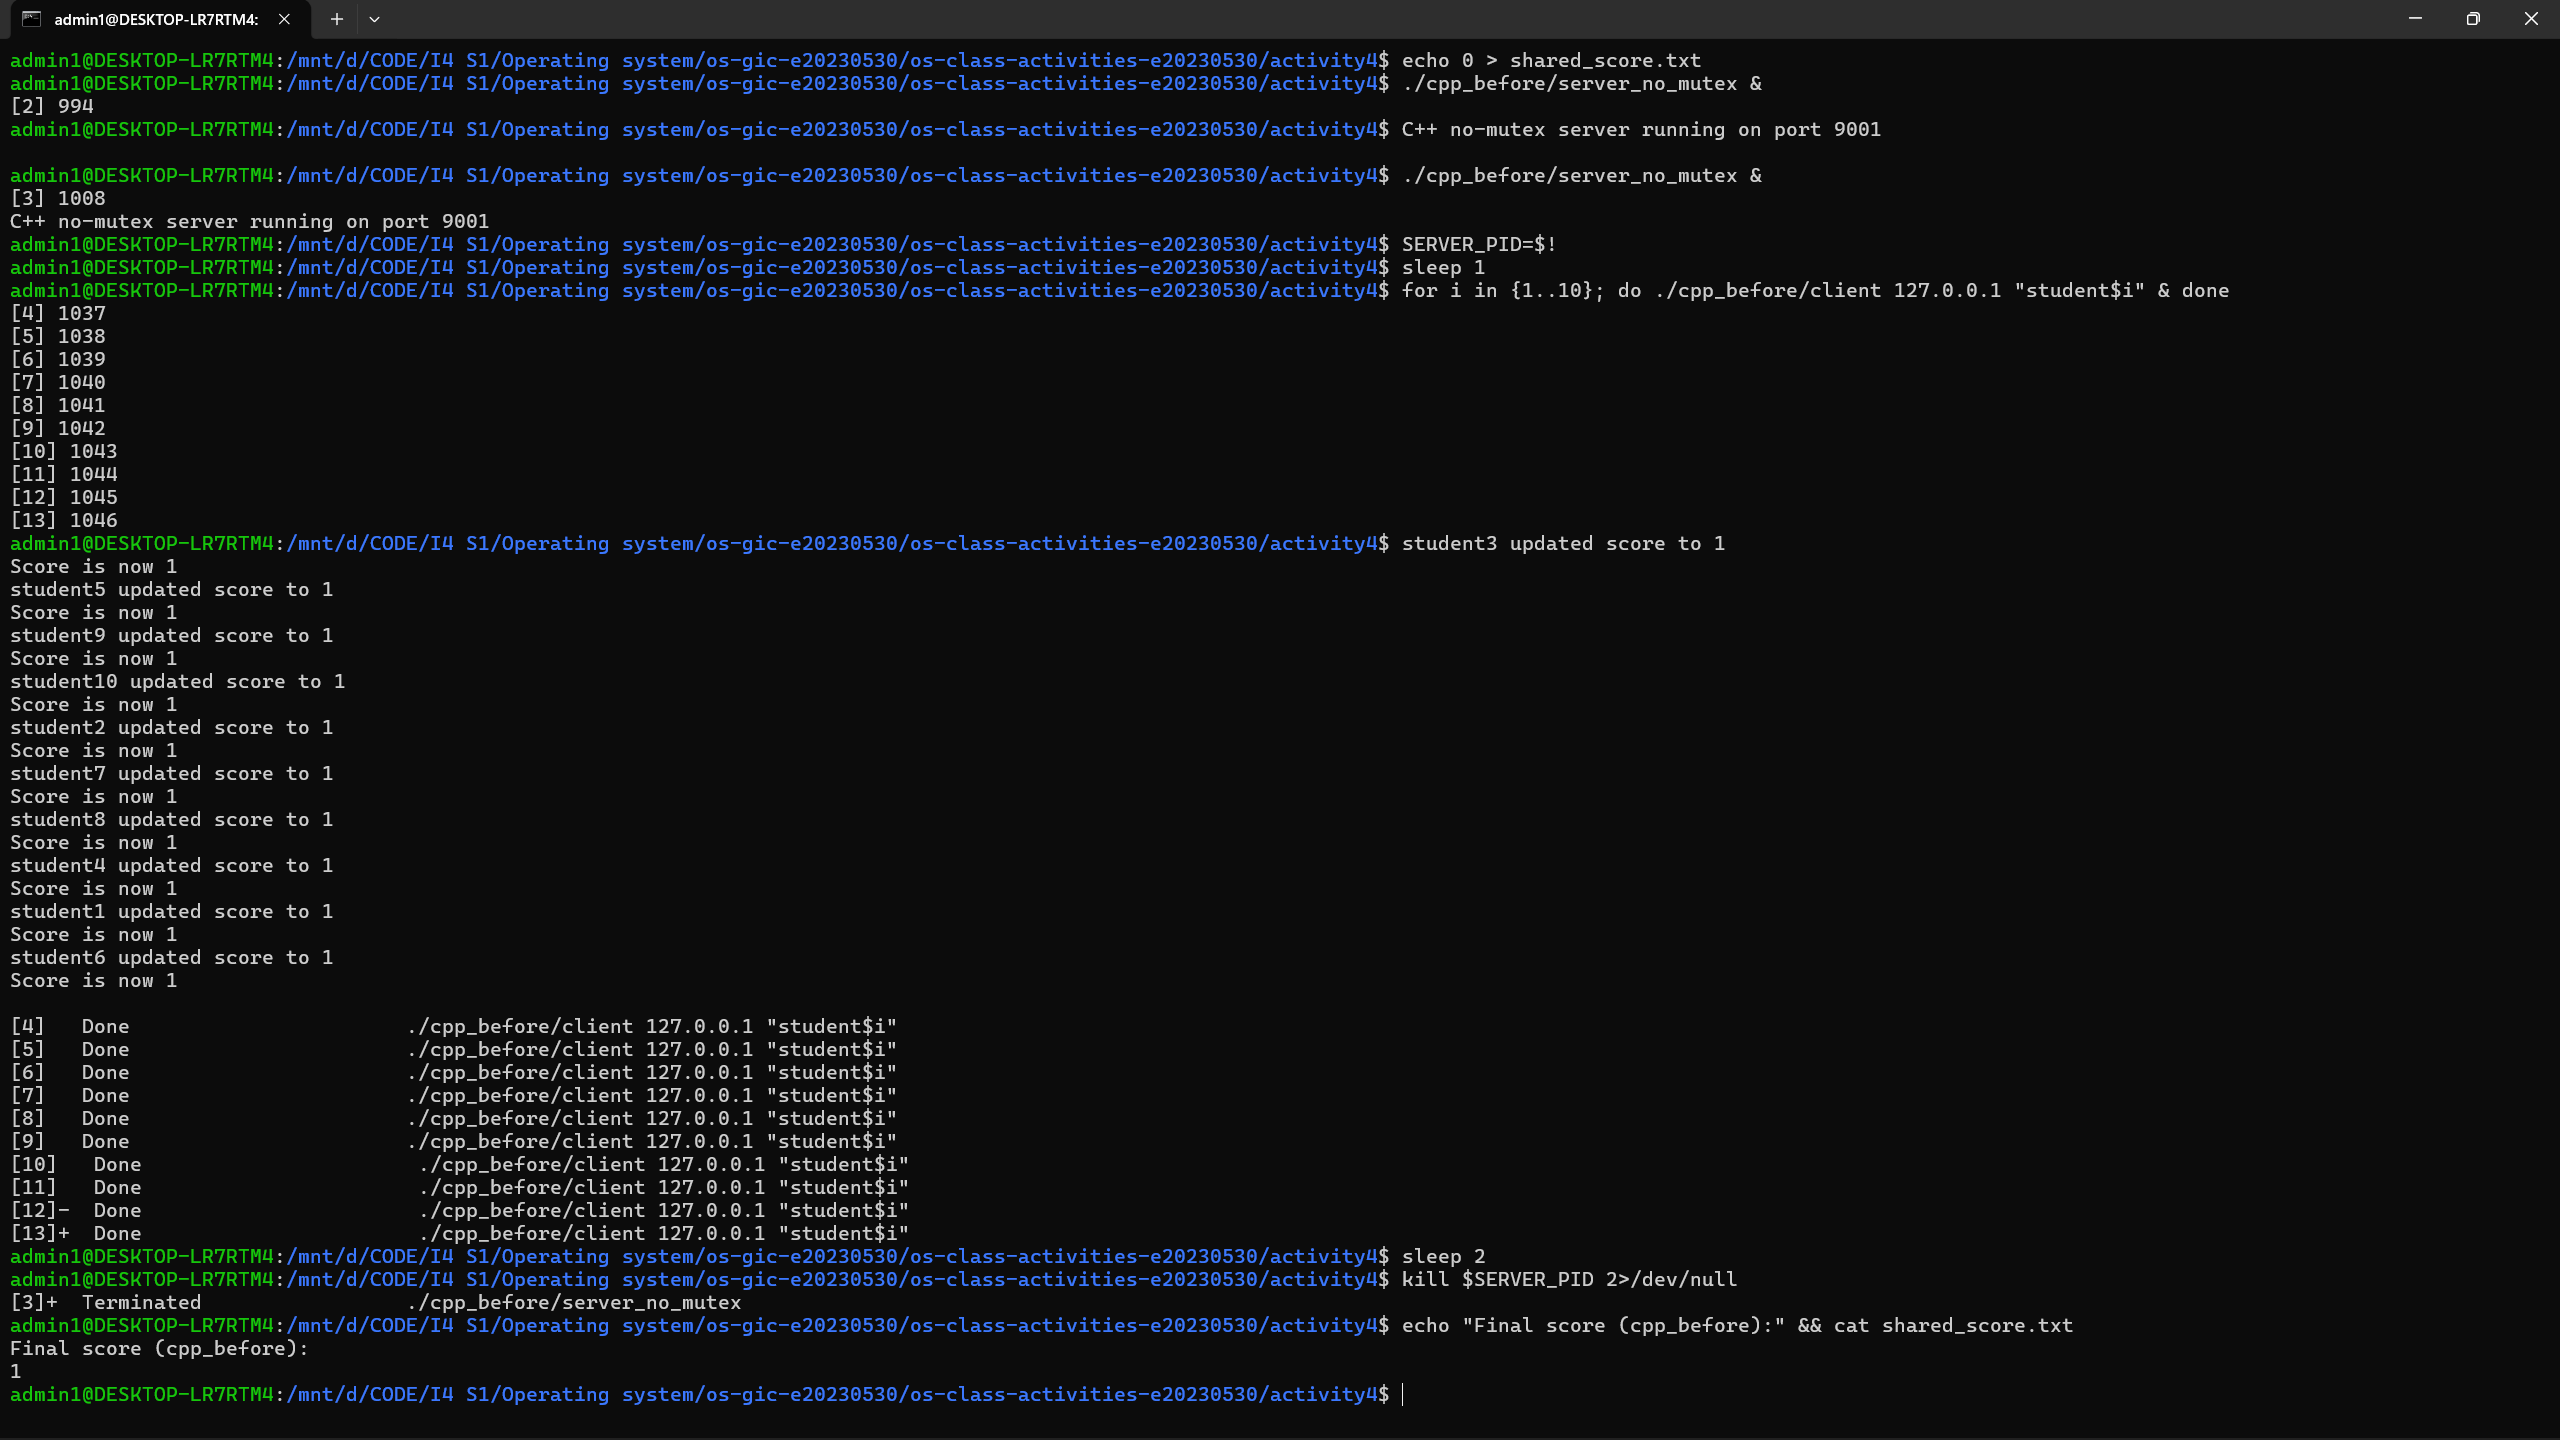 admin1@DESKTOP-LR7RTM4:
admin1@DESKTOP-LR7RTM4:/mnt/d/CODE/I4 S1/Operating system/os-gic-e20230530/os-class-activities-e20230530/activity4$ echo 0 > shared_score.txt
admin1@DESKTOP-LR7RTM4:/mnt/d/CODE/I4 S1/Operating system/os-gic-e20230530/os-class-activities-e20230530/activity4$ ./cpp_before/server_no_mutex &
[2] 994
admin1@DESKTOP-LR7RTM4:/mnt/d/CODE/I4 S1/Operating system/os-gic-e20230530/os-class-activities-e20230530/activity4$ C++ no-mutex server running on port 9001
admin1@DESKTOP-LR7RTM4:/mnt/d/CODE/I4 S1/Operating system/os-gic-e20230530/os-class-activities-e20230530/activity4$ ./cpp_before/server_no_mutex &
[3] 1008
C++ no-mutex server running on port 9001
admin1@DESKTOP-LR7RTM4:/mnt/d/CODE/I4 S1/Operating system/os-gic-e20230530/os-class-activities-e20230530/activity4$ SERVER_PID=$!
admin1@DESKTOP-LR7RTM4:/mnt/d/CODE/I4 S1/Operating system/os-gic-e20230530/os-class-activities-e20230530/activity4$ sleep 1
admin1@DESKTOP-LR7RTM4:/mnt/d/CODE/I4 S1/Operating system/os-gic-e20230530/os-class-activities-e20230530/activity4$ for i in {1..10}; do ./cpp_before/client 127.0.0.1 "student$i" & done
[4] 1037
[5] 1038
[6] 1039
[7] 1040
[8] 1041
[9] 1042
[10] 1043
[11] 1044
[12] 1045
[13] 1046
admin1@DESKTOP-LR7RTM4:/mnt/d/CODE/I4 S1/Operating system/os-gic-e20230530/os-class-activities-e20230530/activity4$ student3 updated score to 1
Score is now 1
student5 updated score to 1
Score is now 1
student9 updated score to 1
Score is now 1
student10 updated score to 1
Score is now 1
student2 updated score to 1
Score is now 1
student7 updated score to 1
Score is now 1
student8 updated score to 1
Score is now 1
student4 updated score to 1
Score is now 1
student1 updated score to 1
Score is now 1
student6 updated score to 1
Score is now 1
[4]   Done                       ./cpp_before/client 127.0.0.1 "student$i"
[5]   Done                       ./cpp_before/client 127.0.0.1 "student$i"
[6]   Done                       ./cpp_before/client 127.0.0.1 "student$i"
[7]   Done                       ./cpp_before/client 127.0.0.1 "student$i"
[8]   Done                       ./cpp_before/client 127.0.0.1 "student$i"
[9]   Done                       ./cpp_before/client 127.0.0.1 "student$i"
[10]   Done                       ./cpp_before/client 127.0.0.1 "student$i"
[11]   Done                       ./cpp_before/client 127.0.0.1 "student$i"
[12]-  Done                       ./cpp_before/client 127.0.0.1 "student$i"
[13]+  Done                       ./cpp_before/client 127.0.0.1 "student$i"
admin1@DESKTOP-LR7RTM4:/mnt/d/CODE/I4 S1/Operating system/os-gic-e20230530/os-class-activities-e20230530/activity4$ sleep 2
admin1@DESKTOP-LR7RTM4:/mnt/d/CODE/I4 S1/Operating system/os-gic-e20230530/os-class-activities-e20230530/activity4$ kill $SERVER_PID 2>/dev/null
[3]+  Terminated                 ./cpp_before/server_no_mutex
admin1@DESKTOP-LR7RTM4:/mnt/d/CODE/I4 S1/Operating system/os-gic-e20230530/os-class-activities-e20230530/activity4$ echo "Final score (cpp_before):" && cat shared_score.txt
Final score (cpp_before):
1
admin1@DESKTOP-LR7RTM4:/mnt/d/CODE/I4 S1/Operating system/os-gic-e20230530/os-class-activities-e20230530/activity4$